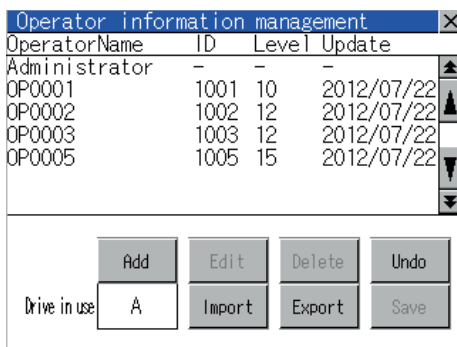 Operator information management ×
OperatorName ID Level Update
Administrator - - -
OP0001 1001 10 2012/07/22
OP0002 1002 12 2012/07/22
OP0003 1003 12 2012/07/22
OP0005 1005 15 2012/07/22
Add Edit Delete Undo
Drive in use A Import Export Save